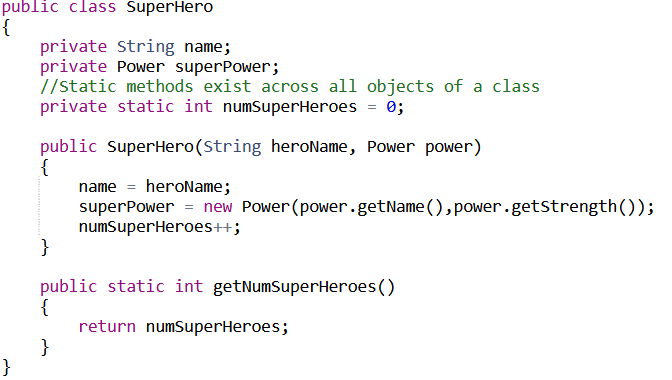 public class SuperHero
{
    private String name;
    private Power superPower;
    //Static methods exist across all objects of a class
    private static int numSuperHeroes = 0;

    public SuperHero(String heroName, Power power)
    {
        name = heroName;
        superPower = new Power(power.getName(),power.getStrength());
        numSuperHeroes++;
    }

    public static int getNumSuperHeroes()
    {
        return numSuperHeroes;
    }
}